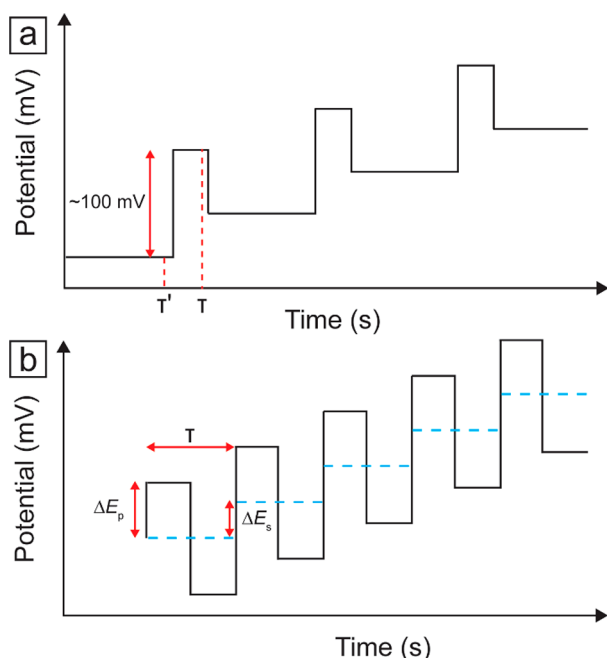 a
Potential (mV)
~100 mV
τ'
τ
Time (s)
b
Potential (mV)
τ
ΔEp
ΔEs
Time (s)